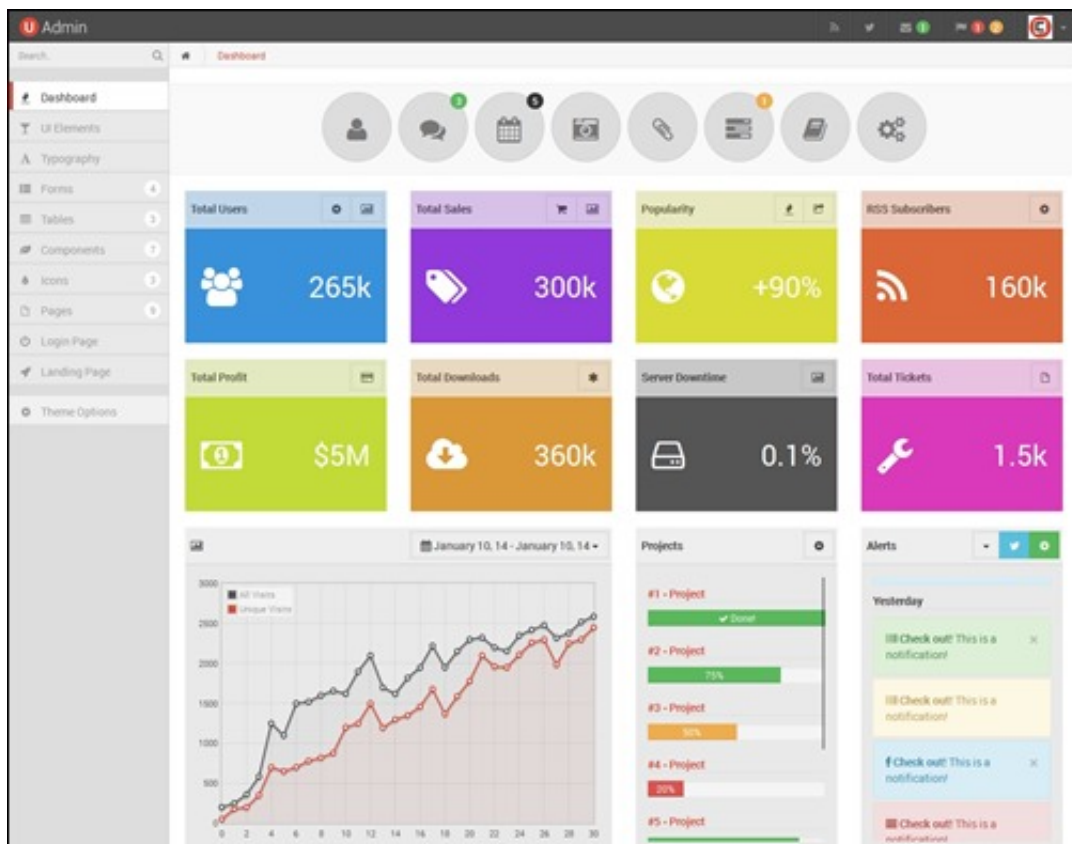 U Admin
1
3 2
Search..
Dashboard
Dashboard
UI Elements
Typography
Forms 4
Tables 3
Components 7
Icons 3
Pages 9
Login Page
Landing Page
Theme Options
3 5 1
Total Users
265k
Total Sales
300k
Popularity
+90%
RSS Subscribers
160k
Total Profit
$5M
Total Downloads
360k
Server Downtime
0.1%
Total Tickets
1.5k
January 10, 14 - January 10, 14
All Visits
Unique Visits
3000
2500
2000
1500
1000
500
0
0 2 4 6 8 10 12 14 16 18 20 22 24 26 28 30
Projects
#1 - Project
Done!
#2 - Project
75%
#3 - Project
50%
#4 - Project
20%
#5 - Project
Alerts
Yesterday
Check out! This is a
notification!
Check out! This is a
notification!
f Check out! This is a
notification!
Check out! This is a
notification!